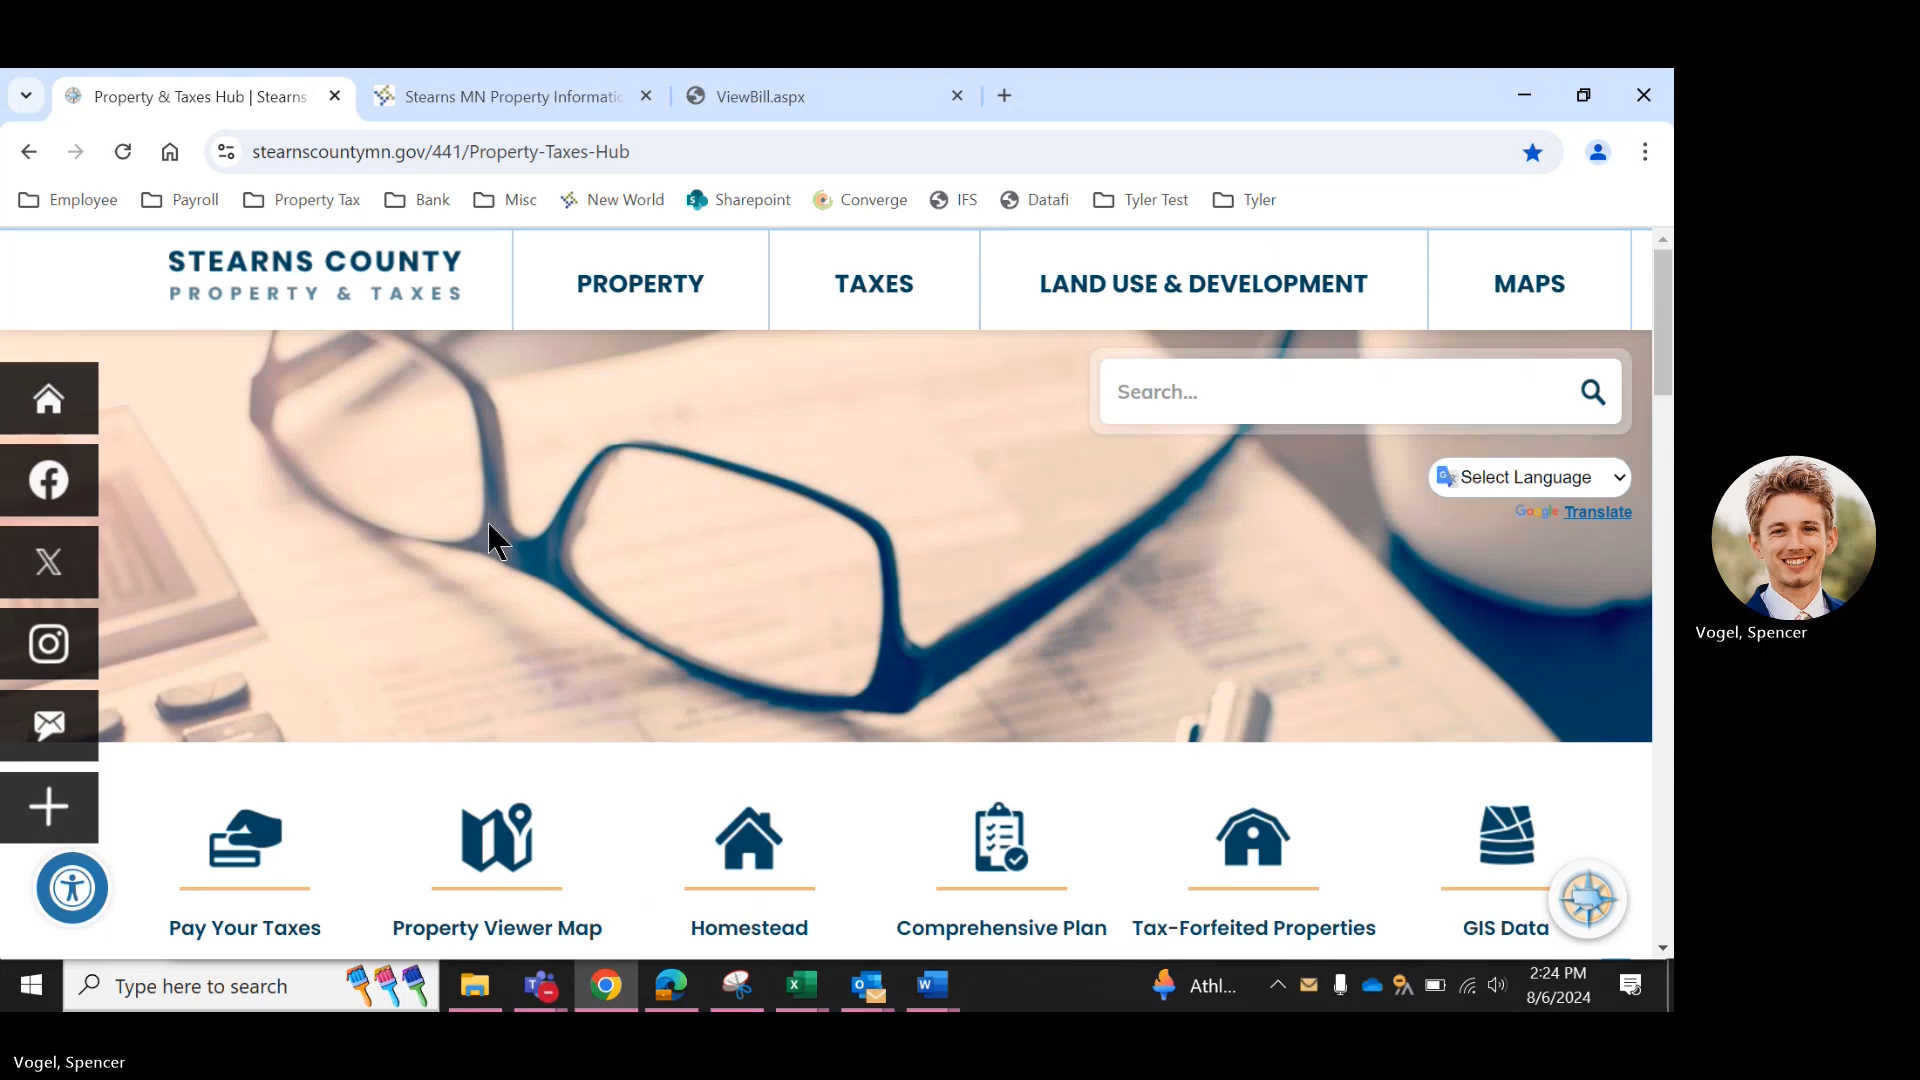 Property & Taxes Hub | Stearns
Stearns MN Property Informatic
ViewBill.aspx
stearnscountymn.gov/441/Property-Taxes-Hub
Employee
Payroll
Property Tax
Bank
Misc
New World
Sharepoint
Converge
IFS
Datafi
Tyler Test
Tyler
STEARNS COUNTY
PROPERTY & TAXES
PROPERTY
TAXES
LAND USE & DEVELOPMENT
MAPS
Search...
Select Language
Google Translate
Vogel, Spencer
Pay Your Taxes
Property Viewer Map
Homestead
Comprehensive Plan
Tax-Forfeited Properties
GIS Data
Type here to search
Athl...
2:24 PM
8/6/2024
Vogel, Spencer